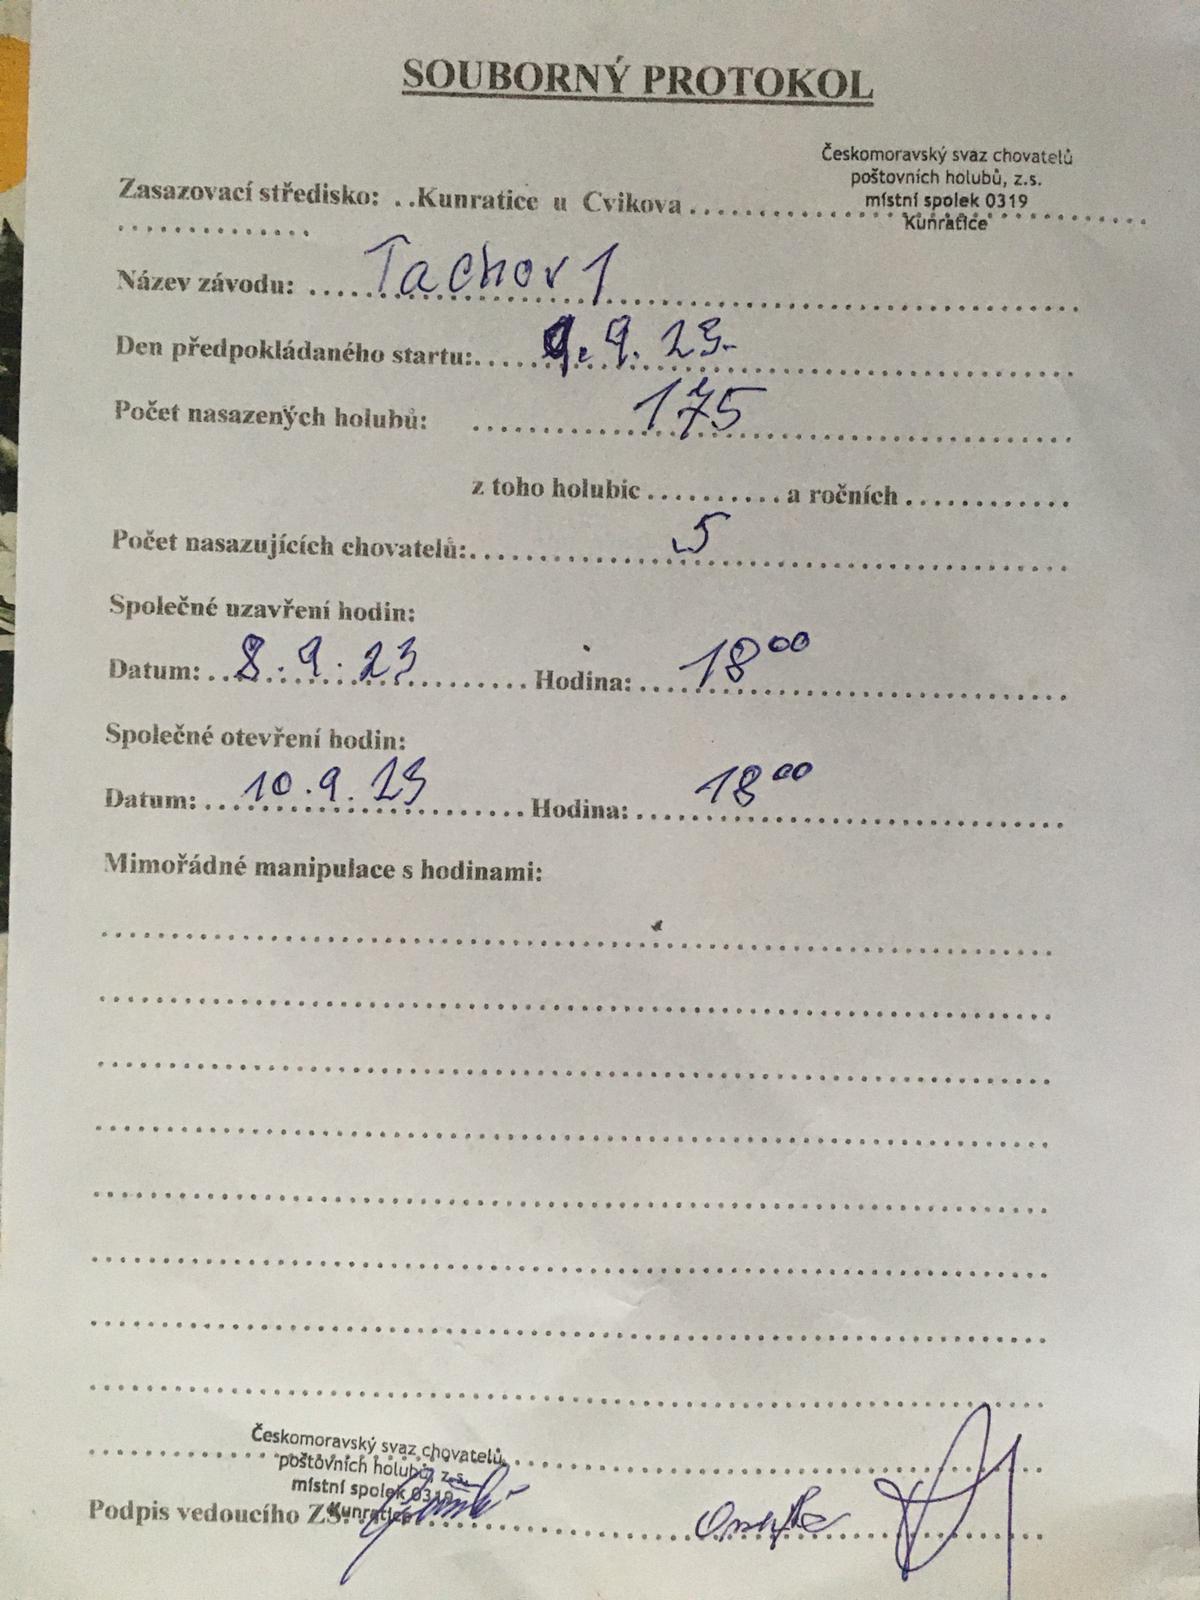 SOUBORNÝ PROTOKOL
Českomoravský svaz chovatelů
poštovních holubů, z.s.
místní spolek 0319
Kunratice
Zasazovací středisko: ..Kunratice u Cvikova..............................
..............
Název závodu: ....Tachov 1..............................
Den předpokládaného startu:.....9. 9. 23...............
Počet nasazených holubů: ..........175....................
z toho holubic .......... a ročních ............
Počet nasazujících chovatelů:..........5....................
Společné uzavření hodin:
Datum:..8.9.23..........Hodina:....18⁰⁰...............
Společné otevření hodin:
Datum:...10.9.23..........Hodina:....18⁰⁰...............
Mimořádné manipulace s hodinami:
Českomoravský svaz chovatelů
poštovních holubů, z.s.
místní spolek 0319
Kunratice
Podpis vedoucího ZS: